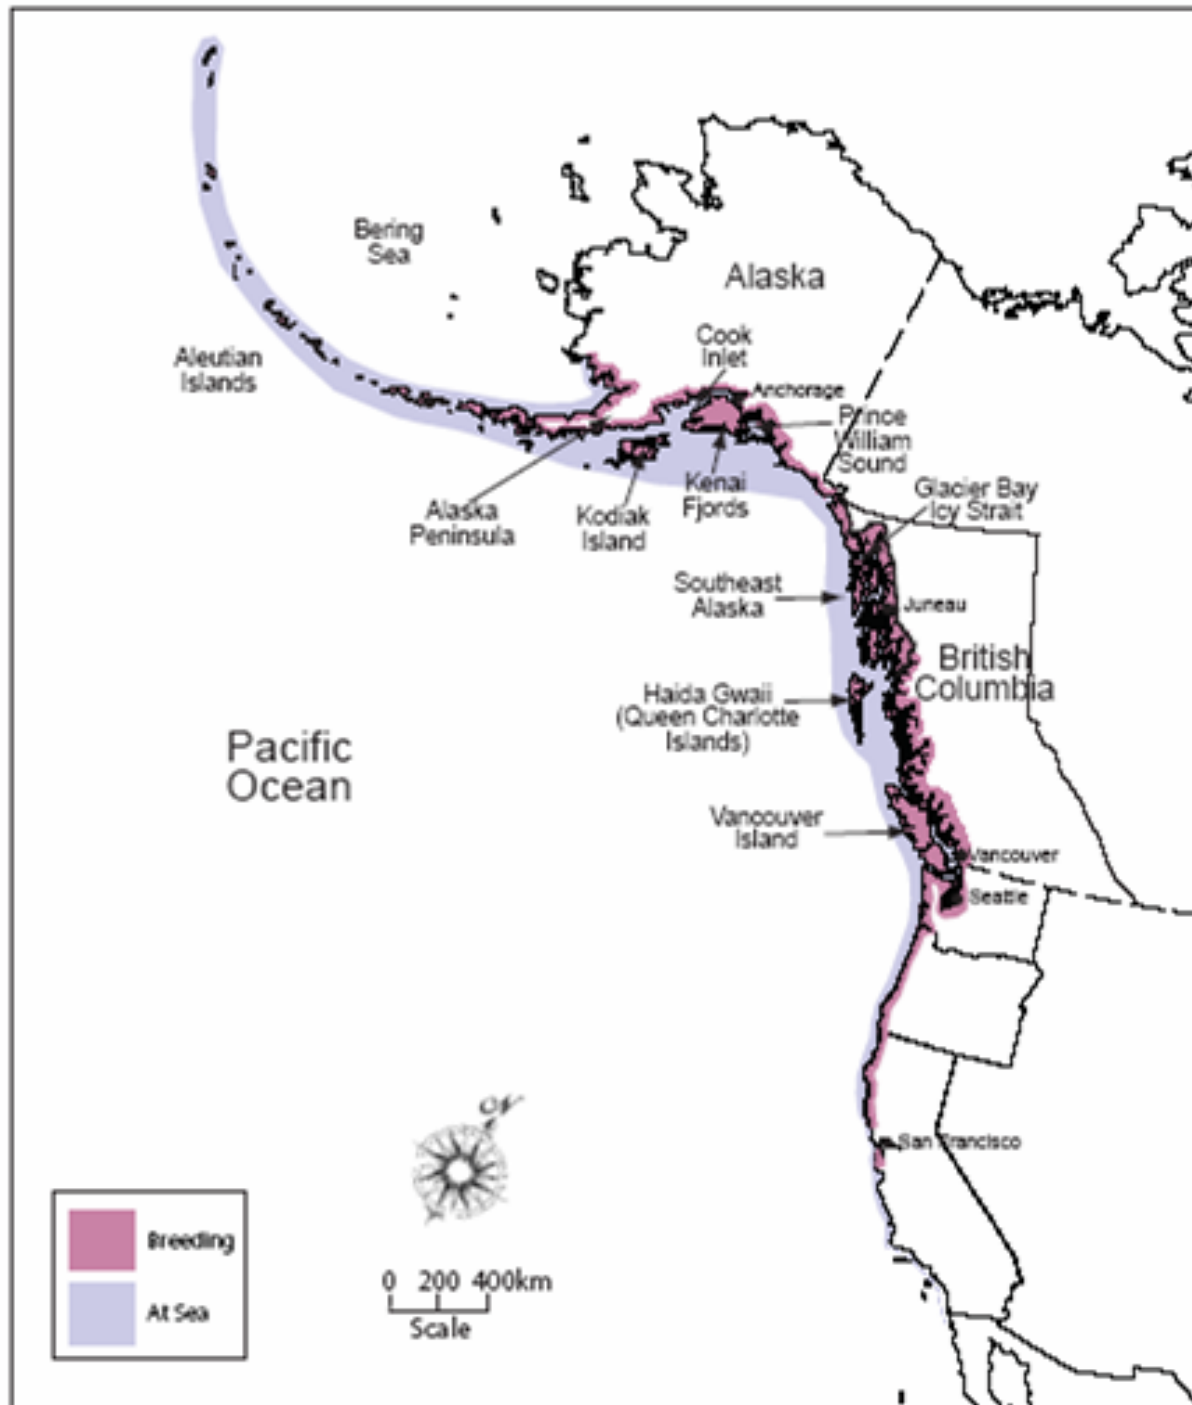 Bering
Sea
Alaska
Cook
Inlet
Aleutian
Islands
Anchorage
Prince
William
Sound
Kenai
Fjords
Glacier Bay
Icy Strait
Alaska
Peninsula
Kodiak
Island
Southeast
Alaska
Juneau
British
Columbia
Haida Gwaii
(Queen Charlotte
Islands)
Pacific
Ocean
Vancouver
Island
Vancouver
Seattle
San Francisco
Breeding
At Sea
0 200 400km
Scale